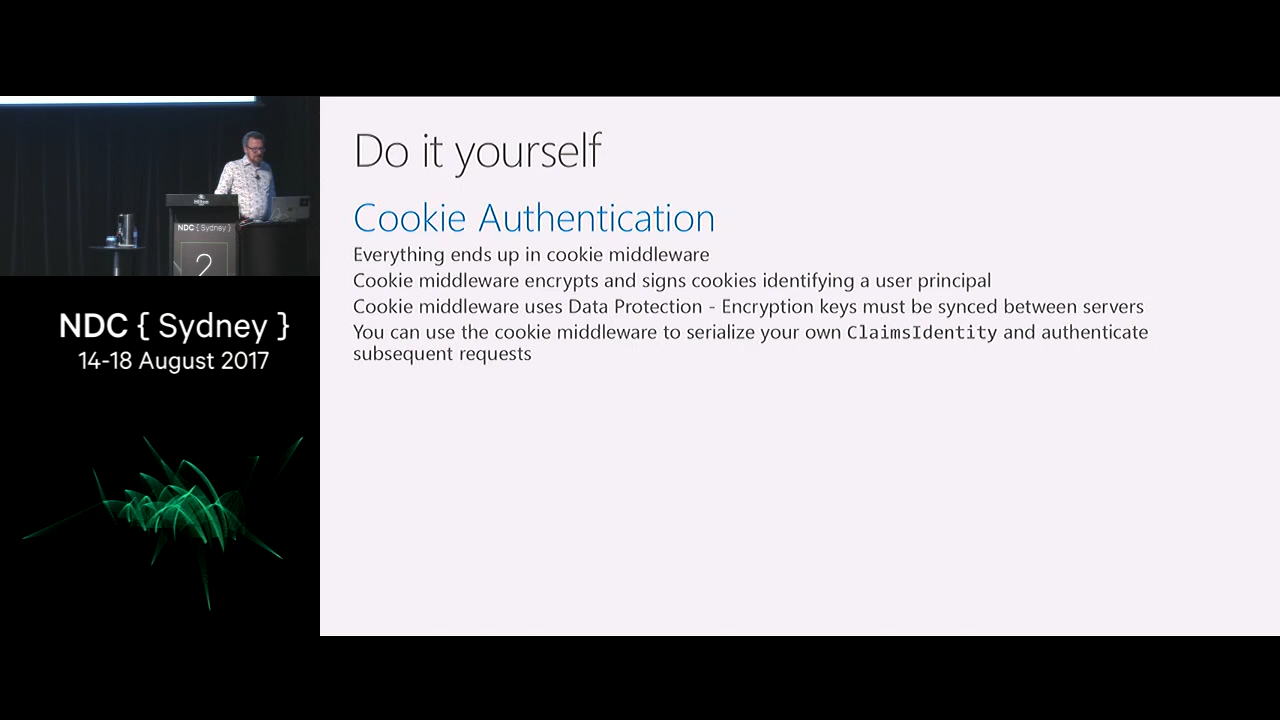 Do it yourself
Cookie Authentication
Everything ends up in cookie middleware
Cookie middleware encrypts and signs cookies identifying a user principal
Cookie middleware uses Data Protection - Encryption keys must be synced between servers
You can use the cookie middleware to serialize your own ClaimsIdentity and authenticate
subsequent requests
Hilton
NDC { Sydney }
2
NDC { Sydney }
14-18 August 2017